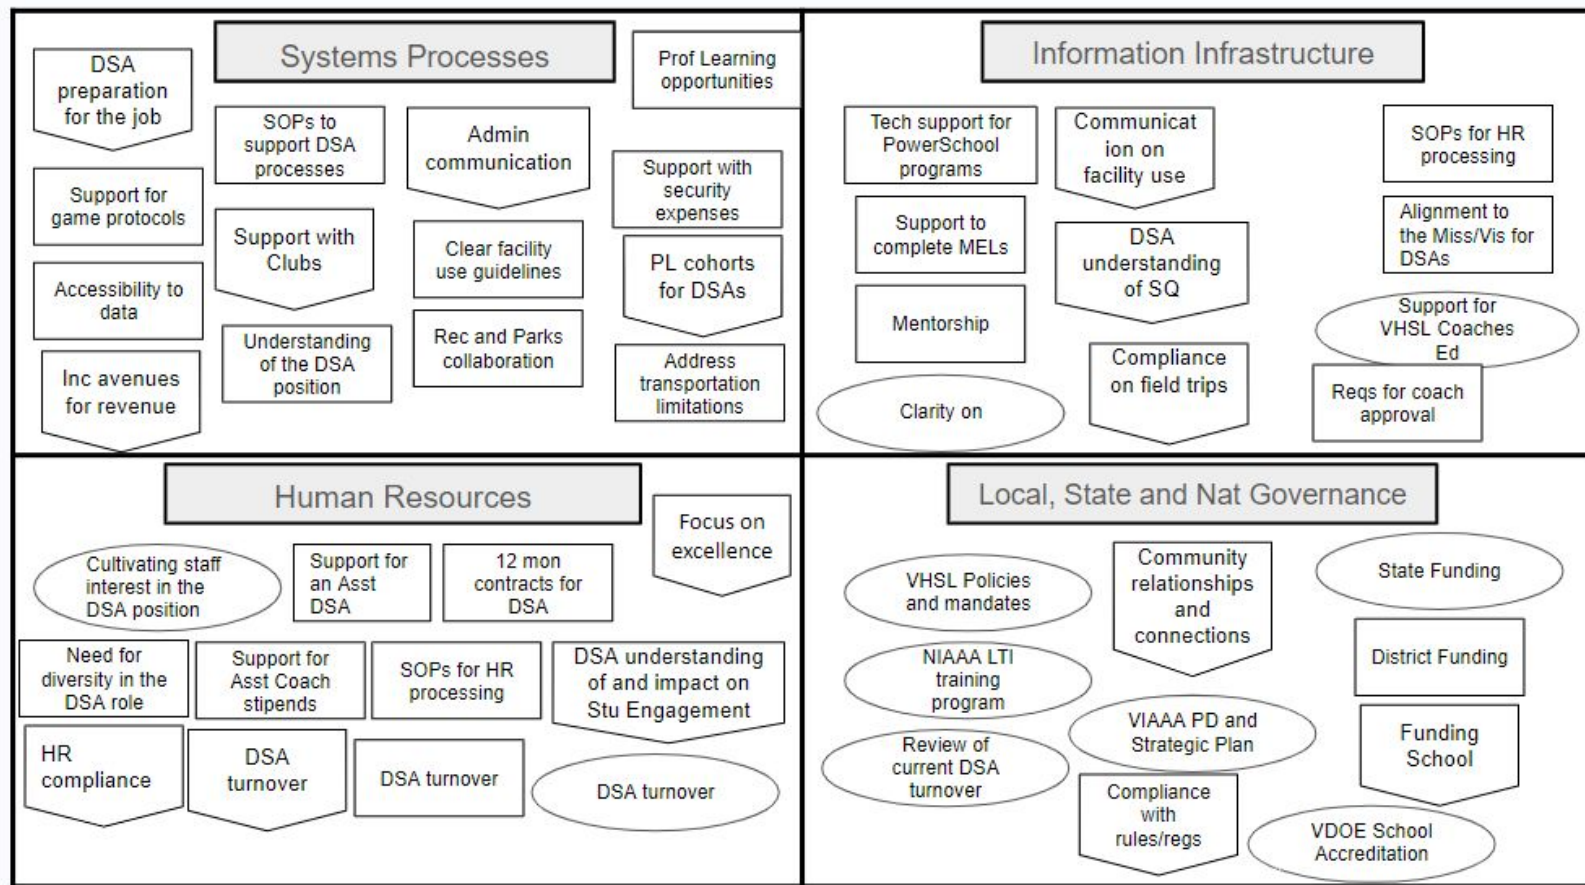 Systems Processes
DSA
preparation
for the job
Prof Learning
opportunities
SOPs to
support DSA
processes
Admin
communication
Support with
security
expenses
Support for
game protocols
Support with
Clubs
Clear facility
use guidelines
PL cohorts
for DSAs
Accessibility to
data
Understanding
of the DSA
position
Rec and Parks
collaboration
Address
transportation
limitations
Inc avenues
for revenue
Information Infrastructure
Tech support for
PowerSchool
programs
Communicat
ion on
facility use
SOPs for HR
processing
Support to
complete MELs
DSA
understanding
of SQ
Alignment to
the Miss/Vis for
DSAs
Mentorship
Support for
VHSL Coaches
Ed
Compliance
on field trips
Clarity on
Reqs for coach
approval
Human Resources
Focus on
excellence
Cultivating staff
interest in the
DSA position
Support for
an Asst
DSA
12 mon
contracts for
DSA
Need for
diversity in the
DSA role
Support for
Asst Coach
stipends
SOPs for HR
processing
DSA understanding
of and impact on
Stu Engagement
HR
compliance
DSA
turnover
DSA turnover
DSA turnover
Local, State and Nat Governance
VHSL Policies
and mandates
Community
relationships
and
connections
State Funding
NIAAA LTI
training
program
District Funding
VIAAA PD and
Strategic Plan
Review of
current DSA
turnover
Funding
School
Compliance
with
rules/regs
VDOE School
Accreditation